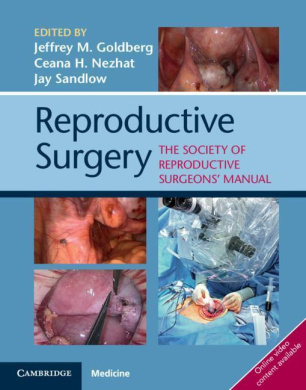 EDITED BY
Jeffrey M. Goldberg
Ceana H. Nezhat
Jay Sandlow
Reproductive
Surgery
THE SOCIETY OF
REPRODUCTIVE
SURGEONS' MANUAL
Online video
content available
CAMBRIDGE
Medicine